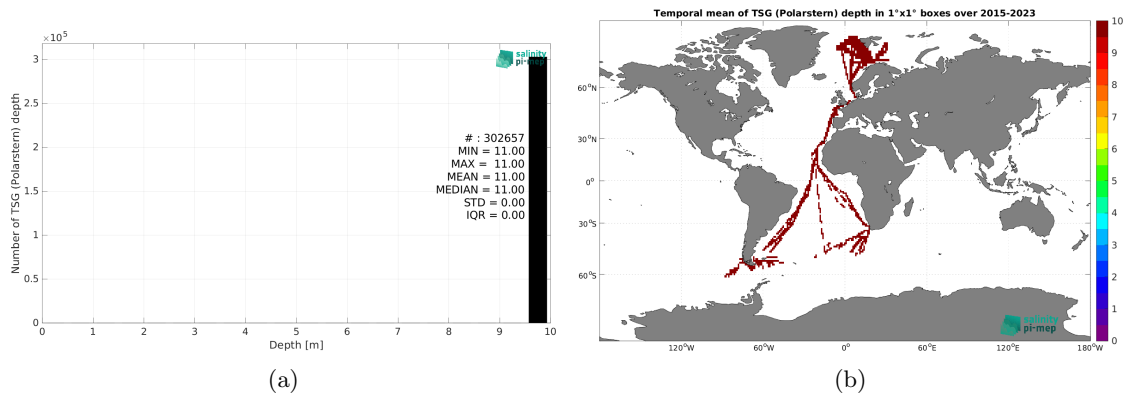 ×10⁵
3
2.5
2
1.5
1
0.5
0
Number of TSG (Polarstern) depth
salinity
pi-mep
# : 302657
MIN = 11.00
MAX = 11.00
MEAN = 11.00
MEDIAN = 11.00
STD = 0.00
IQR = 0.00
0 1 2 3 4 5 6 7 8 9 10
Depth [m]
(a)
Temporal mean of TSG (Polarstern) depth in 1°x1° boxes over 2015-2023
60°N
30°N
0°
30°S
60°S
120°W 60°W 0° 60°E 120°E 180°W
salinity
pi-mep
10
9
8
7
6
5
4
3
2
1
0
(b)